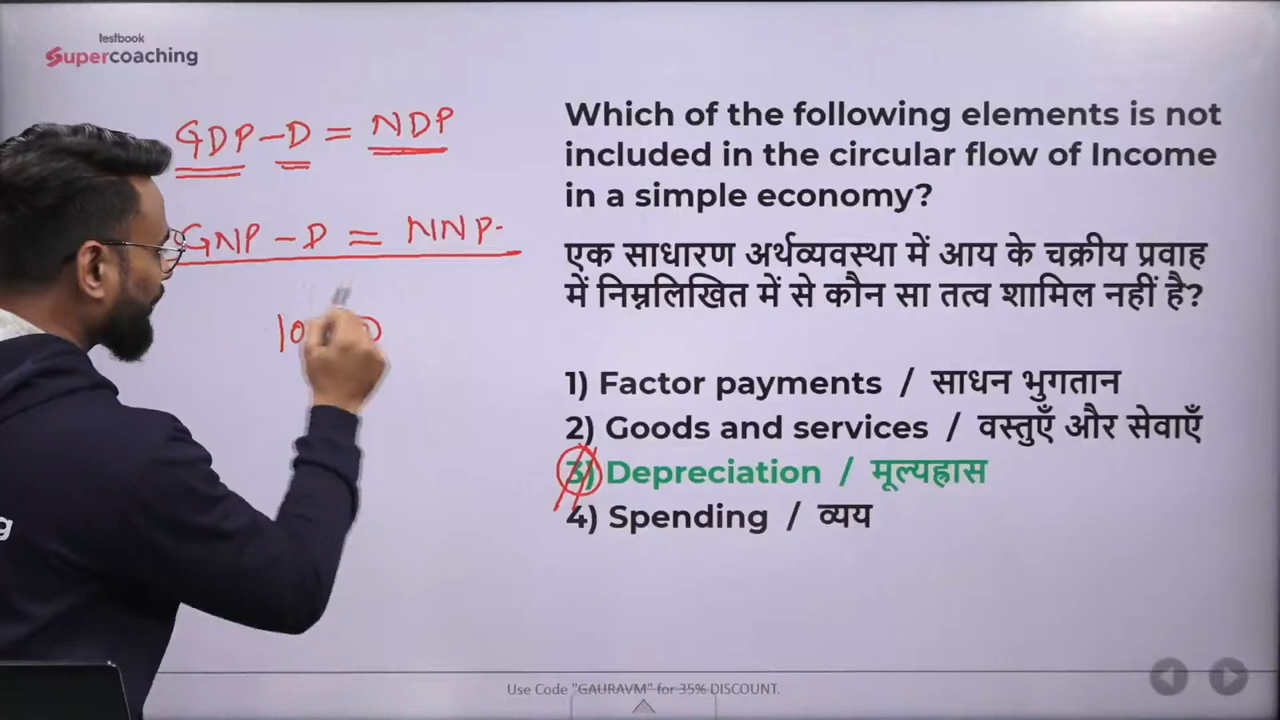 testbook
Supercoaching
GDP - D = NDP
GNP - D = NNP.
Which of the following elements is not
included in the circular flow of Income
in a simple economy?
एक साधारण अर्थव्यवस्था में आय के चक्रीय प्रवाह
में निम्नलिखित में से कौन सा तत्व शामिल नहीं है?
1) Factor payments / साधन भुगतान
2) Goods and services / वस्तुएँ और सेवाएँ
3) Depreciation / मूल्यह्रास
4) Spending / व्यय
Use Code "GAURAVM" for 35% DISCOUNT.